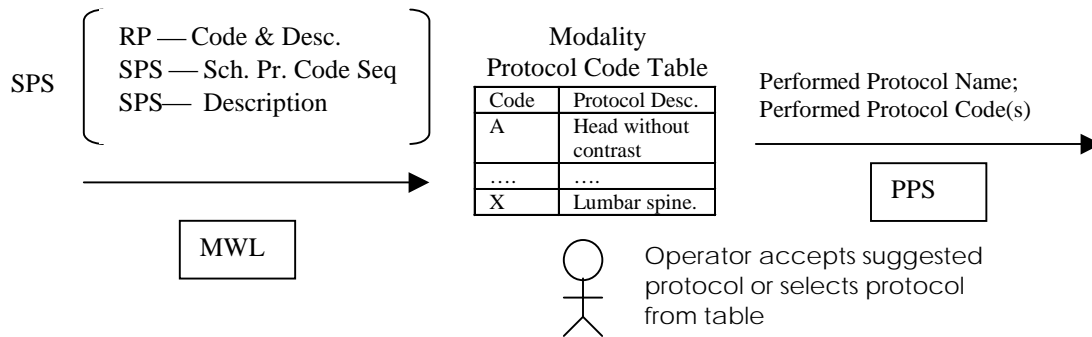 SPS
RP — Code & Desc.
SPS — Sch. Pr. Code Seq
SPS— Description
MWL
Modality
Protocol Code Table
Code Protocol Desc.
A Head without
contrast
.... ....
X Lumbar spine.
Operator accepts suggested
protocol or selects protocol
from table
Performed Protocol Name;
Performed Protocol Code(s)
PPS